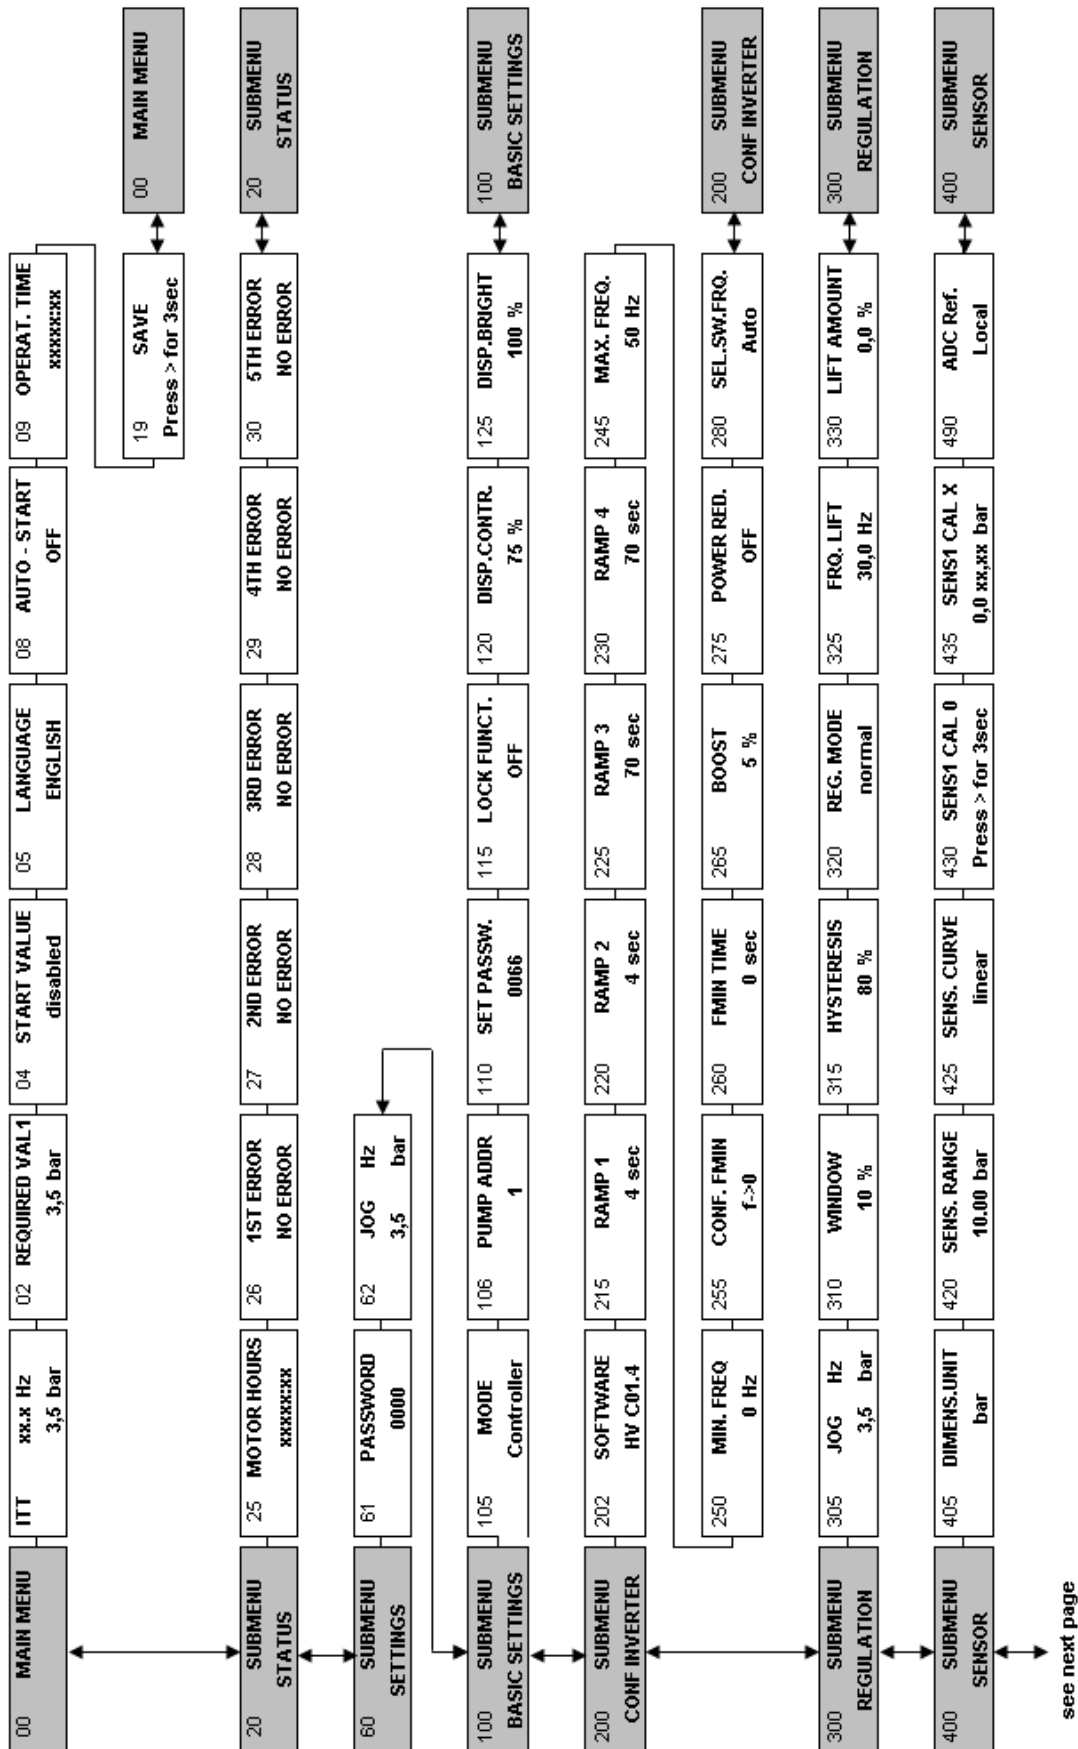 00 MAIN MENU
ITT xx.x Hz
3,5 bar
02 REQUIRED VAL1
3,5 bar
04 START VALUE
disabled
05 LANGUAGE
ENGLISH
08 AUTO - START
OFF
09 OPERAT. TIME
xxxxx:xx
19 SAVE
Press > for 3sec
00 MAIN MENU
20 SUBMENU
STATUS
25 MOTOR HOURS
xxxxx:xx
26 1ST ERROR
NO ERROR
27 2ND ERROR
NO ERROR
28 3RD ERROR
NO ERROR
29 4TH ERROR
NO ERROR
30 5TH ERROR
NO ERROR
20 SUBMENU
STATUS
60 SUBMENU
SETTINGS
61 PASSWORD
0000
62 JOG Hz
3,5 bar
100 SUBMENU
BASIC SETTINGS
105 MODE
Controller
106 PUMP ADDR
1
110 SET PASSW.
0066
115 LOCK FUNCT.
OFF
120 DISP.CONTR.
75 %
125 DISP.BRIGHT
100 %
100 SUBMENU
BASIC SETTINGS
200 SUBMENU
CONF INVERTER
202 SOFTWARE
HV C01.4
215 RAMP 1
4 sec
220 RAMP 2
4 sec
225 RAMP 3
70 sec
230 RAMP 4
70 sec
245 MAX. FREQ.
50 Hz
250 MIN. FREQ
0 Hz
255 CONF. FMIN
f->0
260 FMIN TIME
0 sec
265 BOOST
5 %
275 POWER RED.
OFF
280 SEL.SW.FRQ.
Auto
200 SUBMENU
CONF INVERTER
300 SUBMENU
REGULATION
305 JOG Hz
3,5 bar
310 WINDOW
10 %
315 HYSTERESIS
80 %
320 REG. MODE
normal
325 FRQ. LIFT
30,0 Hz
330 LIFT AMOUNT
0,0 %
300 SUBMENU
REGULATION
400 SUBMENU
SENSOR
405 DIMENS.UNIT
bar
420 SENS. RANGE
10.00 bar
425 SENS. CURVE
linear
430 SENS1 CAL 0
Press > for 3sec
435 SENS1 CAL X
0,0 xx,xx bar
490 ADC Ref.
Local
400 SUBMENU
SENSOR
see next page